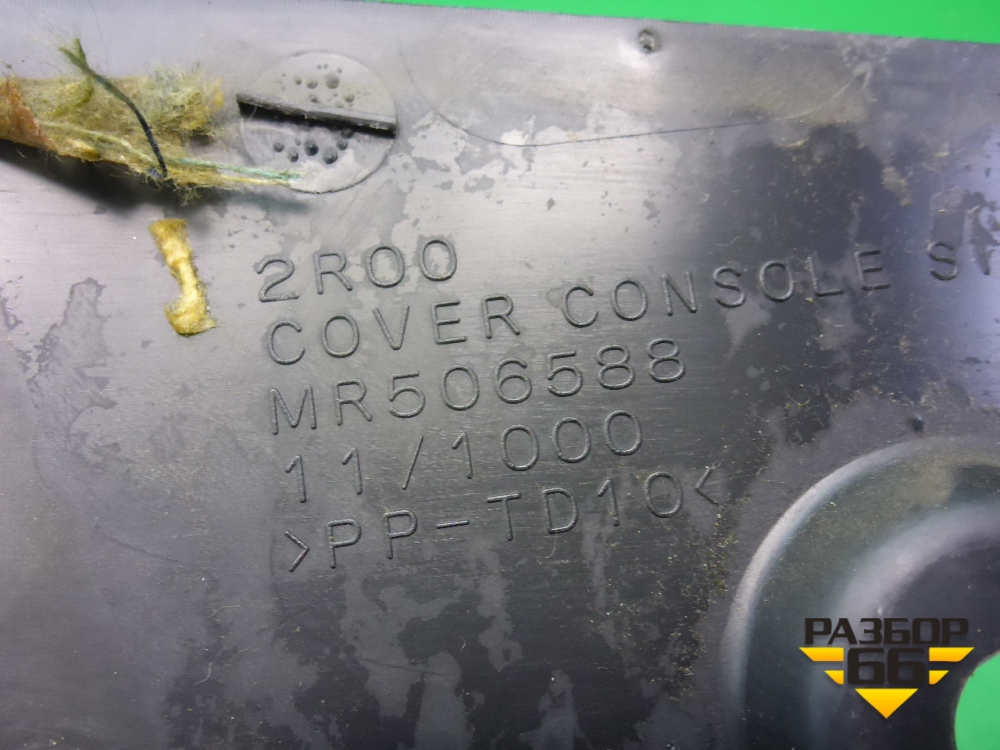 2R00
COVER CONSOLE
MR506588
11/1000
>PP-TD10<
РАЗБОР
66